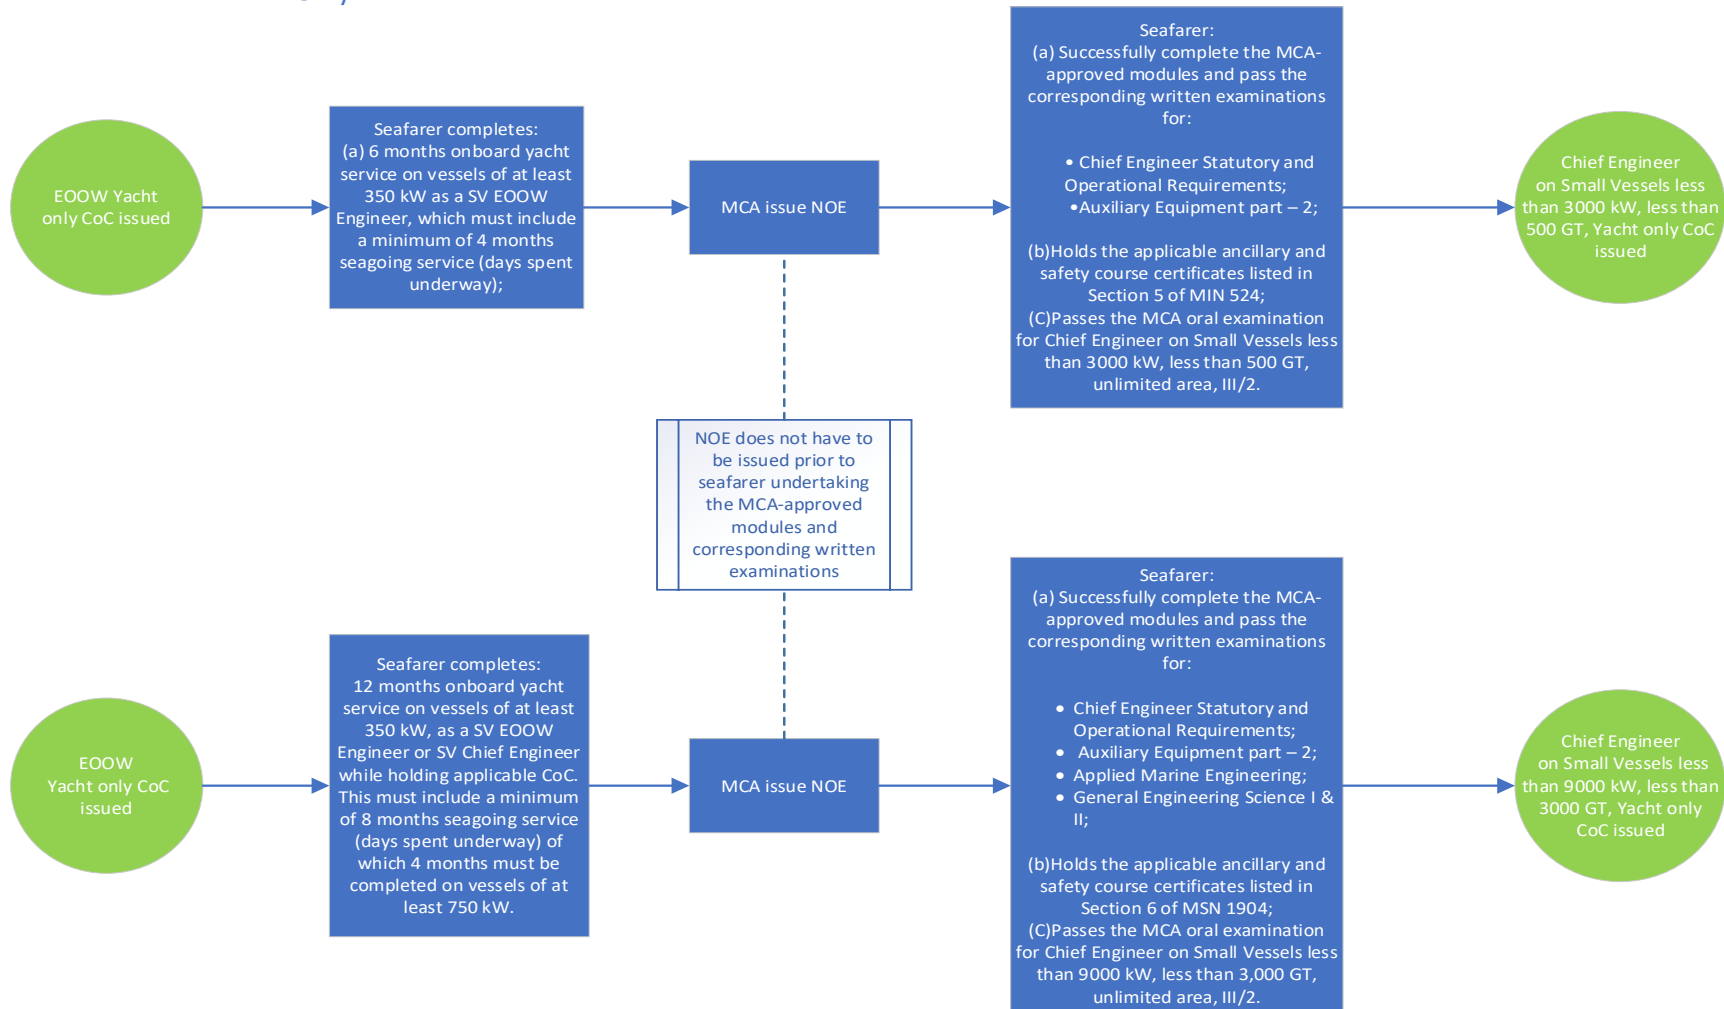 EOOW Yacht
only CoC issued
Seafarer completes:
(a) 6 months onboard yacht
service on vessels of at least
350 kW as a SV EOOW
Engineer, which must include
a minimum of 4 months
seagoing service (days spent
underway);
MCA issue NOE
Seafarer:
(a) Successfully complete the MCA-
approved modules and pass the
corresponding written examinations
for:
• Chief Engineer Statutory and
Operational Requirements;
•Auxiliary Equipment part – 2;
(b)Holds the applicable ancillary and
safety course certificates listed in
Section 5 of MIN 524;
(C)Passes the MCA oral examination
for Chief Engineer on Small Vessels less
than 3000 kW, less than 500 GT,
unlimited area, III/2.
Chief Engineer
on Small Vessels less
than 3000 kW, less than
500 GT, Yacht only CoC
issued
NOE does not have to
be issued prior to
seafarer undertaking
the MCA-approved
modules and
corresponding written
examinations
EOOW
Yacht only CoC
issued
Seafarer completes:
12 months onboard yacht
service on vessels of at least
350 kW, as a SV EOOW
Engineer or SV Chief Engineer
while holding applicable CoC.
This must include a minimum
of 8 months seagoing service
(days spent underway) of
which 4 months must be
completed on vessels of at
least 750 kW.
MCA issue NOE
Seafarer:
(a) Successfully complete the MCA-
approved modules and pass the
corresponding written examinations
for:
• Chief Engineer Statutory and
Operational Requirements;
• Auxiliary Equipment part – 2;
• Applied Marine Engineering;
• General Engineering Science I &
II;
(b)Holds the applicable ancillary and
safety course certificates listed in
Section 6 of MSN 1904;
(C)Passes the MCA oral examination
for Chief Engineer on Small Vessels less
than 9000 kW, less than 3,000 GT,
unlimited area, III/2.
Chief Engineer
on Small Vessels less
than 9000 kW, less than
3000 GT, Yacht only
CoC issued